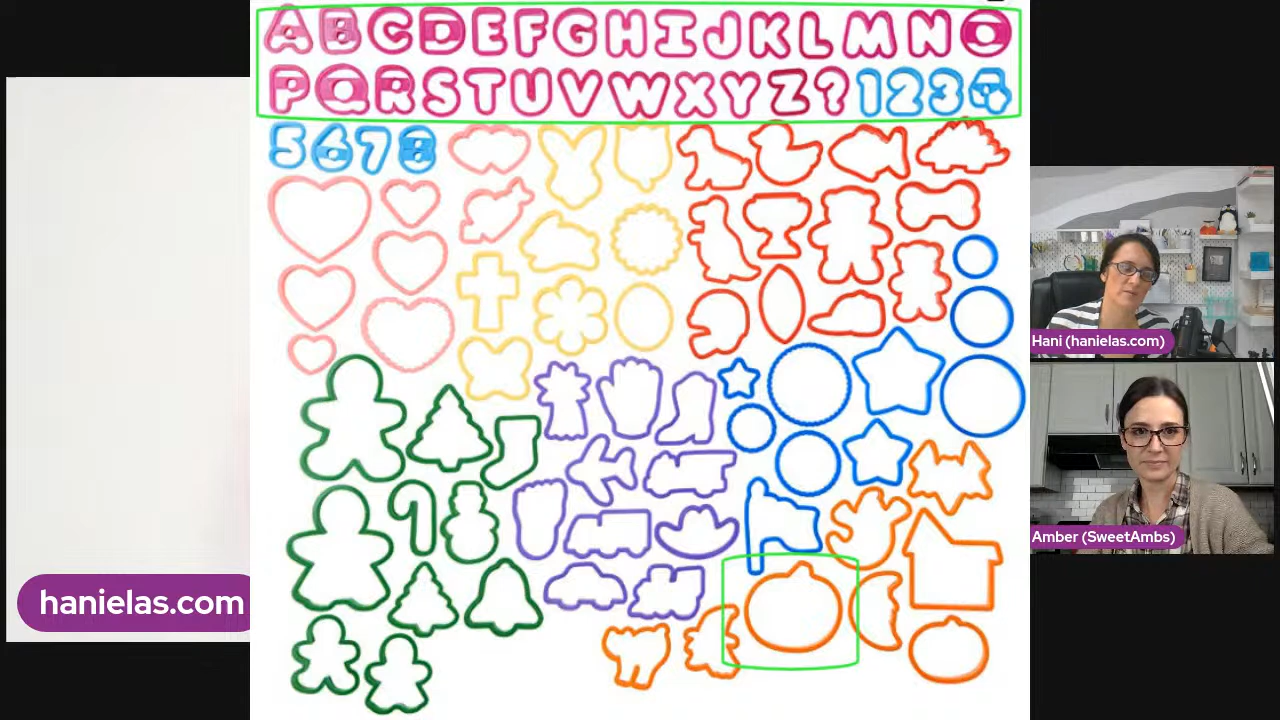 ABCDEFGHIJKLMNO
PQRSTUVWXYZ?1234
5678
Hani (hanielas.com)
Amber (SweetAmbs)
hanielas.com